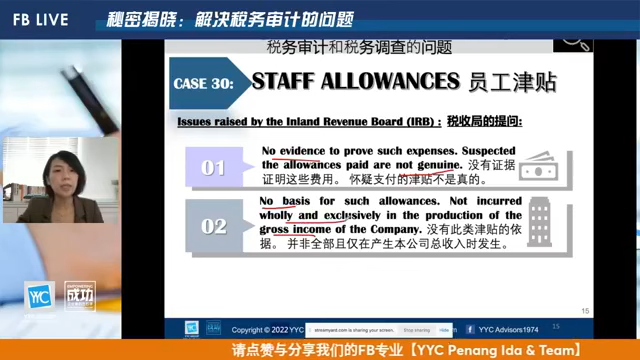 FB LIVE 秘密揭晓：解决税务审计的问题
税务审计和税务调查的问题
CASE 30: STAFF ALLOWANCES 员工津贴
Issues raised by the Inland Revenue Board (IRB) : 税收局的提问:
01
No evidence to prove such expenses. Suspected
the allowances paid are not genuine. 没有证据
证明这些费用。 怀疑支付的津贴不是真的。
02
No basis for such allowances. Not incurred
wholly and exclusively in the production of the
gross income of the Company. 没有此类津贴的依
据。 并非全部且仅在产生本公司总收入时发生。
15
YYC
成功
YYC
Copyright © 2022 YYC
streamyard.com is sharing your screen.
Stop sharing
Hide
YYC Advisors1974
15
请点赞与分享我们的FB专业【YYC Penang Ida & Team】